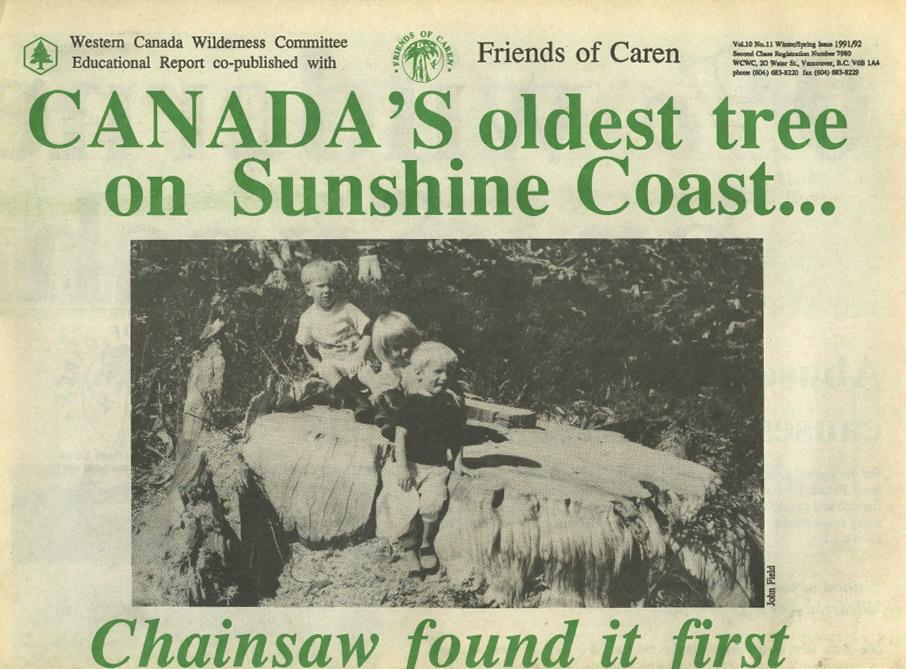 Western Canada Wilderness Committee
Educational Report co-published with
FRIENDS OF CAREN
Friends of Caren
Vol.10 No.11 Winter/Spring Issue 1991/92
Second Class Registration Number 7980
WCWC, 20 Water St., Vancouver, B.C. V6B 1A4
phone (604) 683-8220 fax (604) 683-8229
CANADA'S oldest tree
on Sunshine Coast...
John Field
Chainsaw found it first